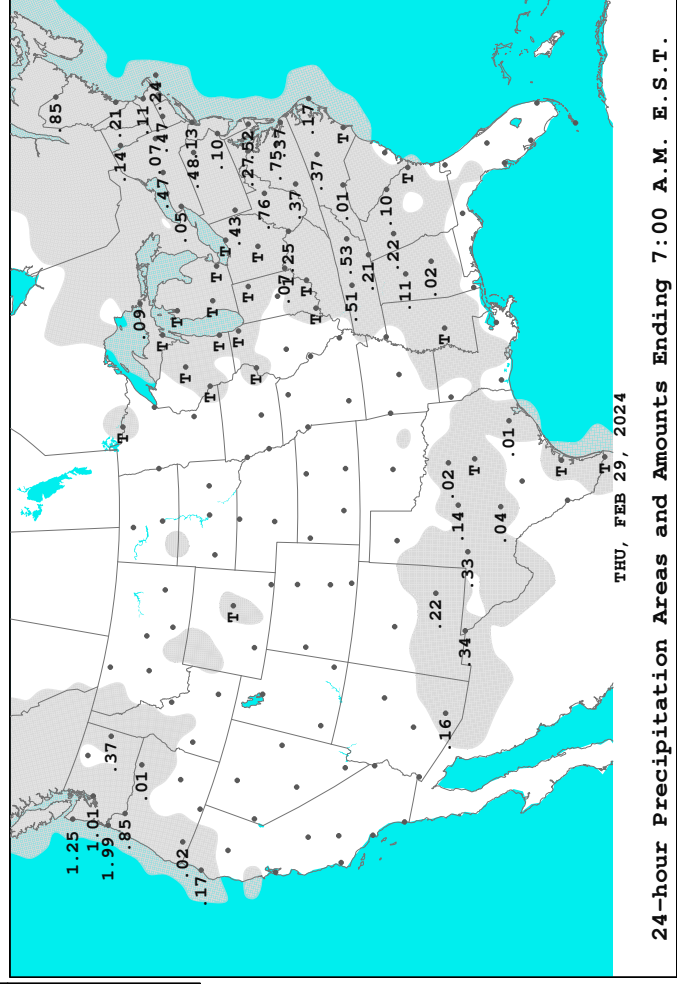 .85
1.25
1.01
1.99
.37
.21
.14
T
.85
.01
.09
.11
.07
.24
T
.47
.47
T
.02
.05
T
.48
.13
.17
T
T
T
.10
T
T
T
.43
T
T
.27
.52
T
T
.76
.75
.37
.07
.25
.37
T
.17
T
.37
.01
T
.53
.51
.21
.10
.22
.11
T
.02
.22
.16
T
.02
.14
.34
.33
T
.04
.01
T
T
THU, FEB 29, 2024
24-hour Precipitation Areas and Amounts Ending 7:00 A.M. E.S.T.